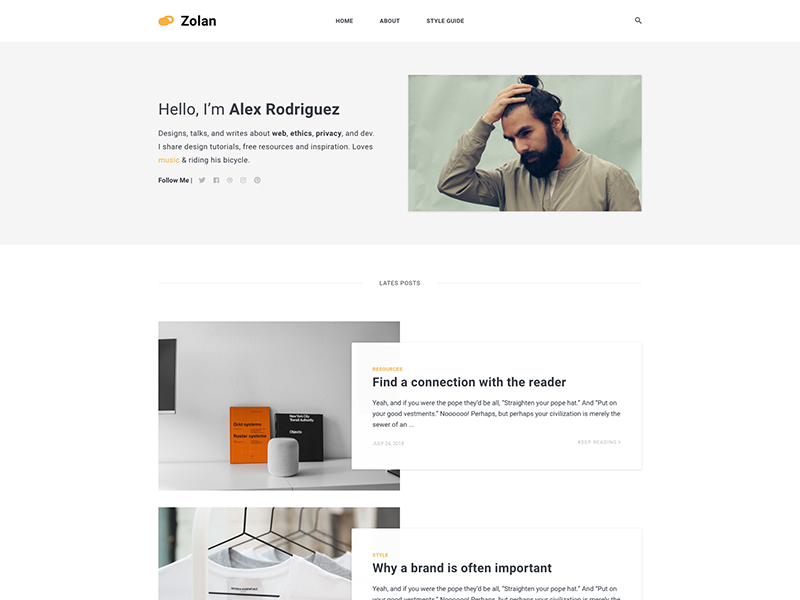 Zolan
HOME
ABOUT
STYLE GUIDE
Hello, I’m Alex Rodriguez
Designs, talks, and writes about web, ethics, privacy, and dev.
I share design tutorials, free resources and inspiration. Loves
music & riding his bicycle.
Follow Me |
LATES POSTS
Grid systems
Raster systeme
New York City
Transit Authority
Objects
RESOURCES
Find a connection with the reader
Yeah, and if you were the pope they’d be all, “Straighten your pope hat.” And “Put on
your good vestments.” Noooooo! Perhaps, but perhaps your civilization is merely the
sewer of an ...
JULY 24, 2018
KEEP READING
STYLE
Why a brand is often important
Yeah, and if you were the pope they’d be all, “Straighten your pope hat.” And “Put on
your good vestments.” Noooooo! Perhaps, but perhaps your civilization is merely the